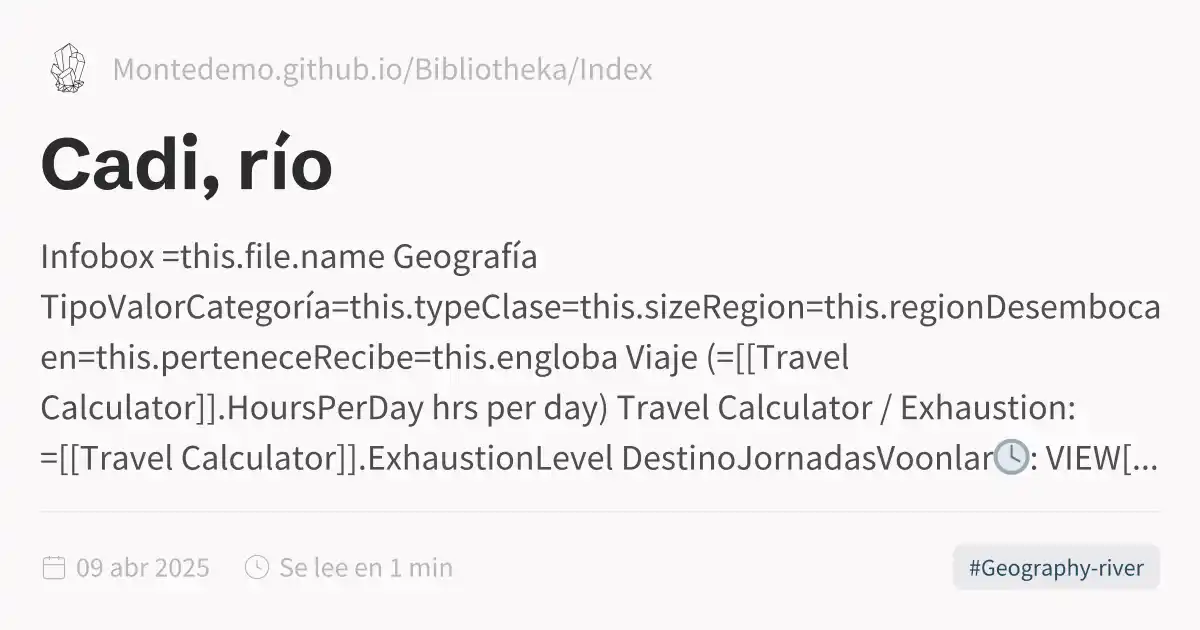 Montedemo.github.io/Bibliotheka/Index
Cadi, río
Infobox =this.file.name Geografía
TipoValorCategoría=this.typeClase=this.sizeRegion=this.regionDesemboca
en=this.perteneceRecibe=this.engloba Viaje (=[[Travel
Calculator]].HoursPerDay hrs per day) Travel Calculator / Exhaustion:
=[[Travel Calculator]].ExhaustionLevel DestinoJornadasVoonlar🕓: VIEW[...
09 abr 2025 Se lee en 1 min #Geography-river